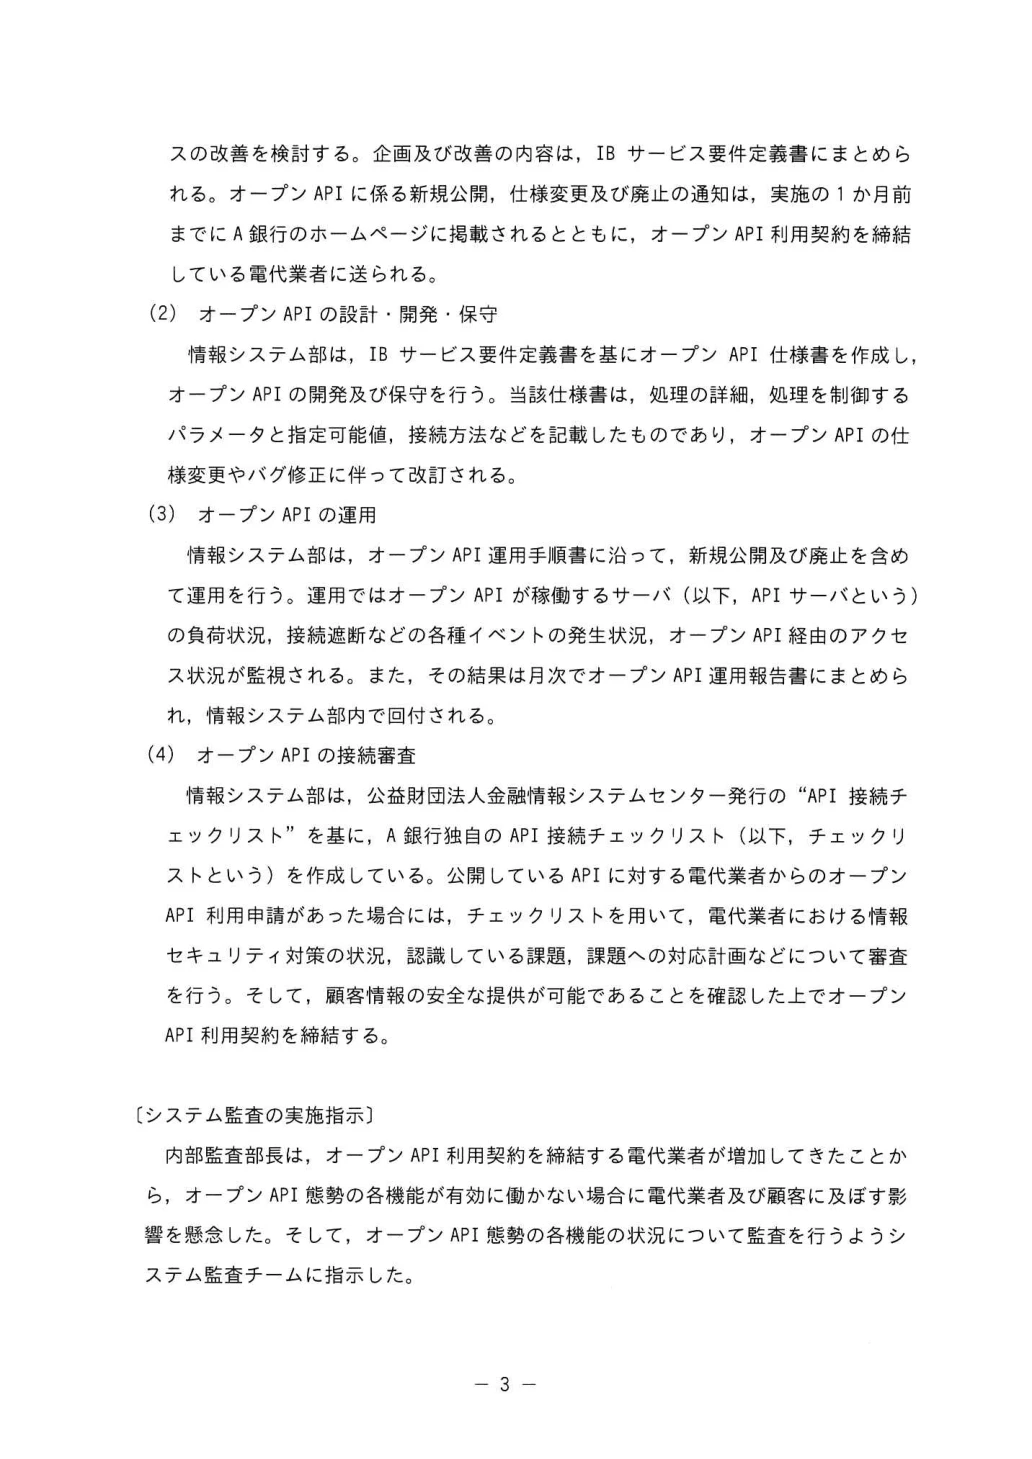 スの改善を検討する。企画及び改善の内容は，IB サービス要件定義書にまとめら
れる。オープン API に係る新規公開，仕様変更及び廃止の通知は，実施の 1 か月前
までに A 銀行のホームページに掲載されるとともに，オープン API 利用契約を締結
している電代業者に送られる。
(2) オープン API の設計・開発・保守
情報システム部は，IB サービス要件定義書を基にオープン API 仕様書を作成し，
オープン API の開発及び保守を行う。当該仕様書は，処理の詳細，処理を制御する
パラメータと指定可能値，接続方法などを記載したものであり，オープン API の仕
様変更やバグ修正に伴って改訂される。
(3) オープン API の運用
情報システム部は，オープン API 運用手順書に沿って，新規公開及び廃止を含め
て運用を行う。運用ではオープン API が稼働するサーバ（以下，API サーバという）
の負荷状況，接続遮断などの各種イベントの発生状況，オープン API 経由のアクセ
ス状況が監視される。また，その結果は月次でオープン API 運用報告書にまとめら
れ，情報システム部内で回付される。
(4) オープン API の接続審査
情報システム部は，公益財団法人金融情報システムセンター発行の“API 接続チ
ェックリスト”を基に，A 銀行独自の API 接続チェックリスト（以下，チェックリ
ストという）を作成している。公開している API に対する電代業者からのオープン
API 利用申請があった場合には，チェックリストを用いて，電代業者における情報
セキュリティ対策の状況，認識している課題，課題への対応計画などについて審査
を行う。そして，顧客情報の安全な提供が可能であることを確認した上でオープン
API 利用契約を締結する。
〔システム監査の実施指示〕
内部監査部長は，オープン API 利用契約を締結する電代業者が増加してきたことか
ら，オープン API 態勢の各機能が有効に働かない場合に電代業者及び顧客に及ぼす影
響を懸念した。そして，オープン API 態勢の各機能の状況について監査を行うようシ
ステム監査チームに指示した。
－ 3 －